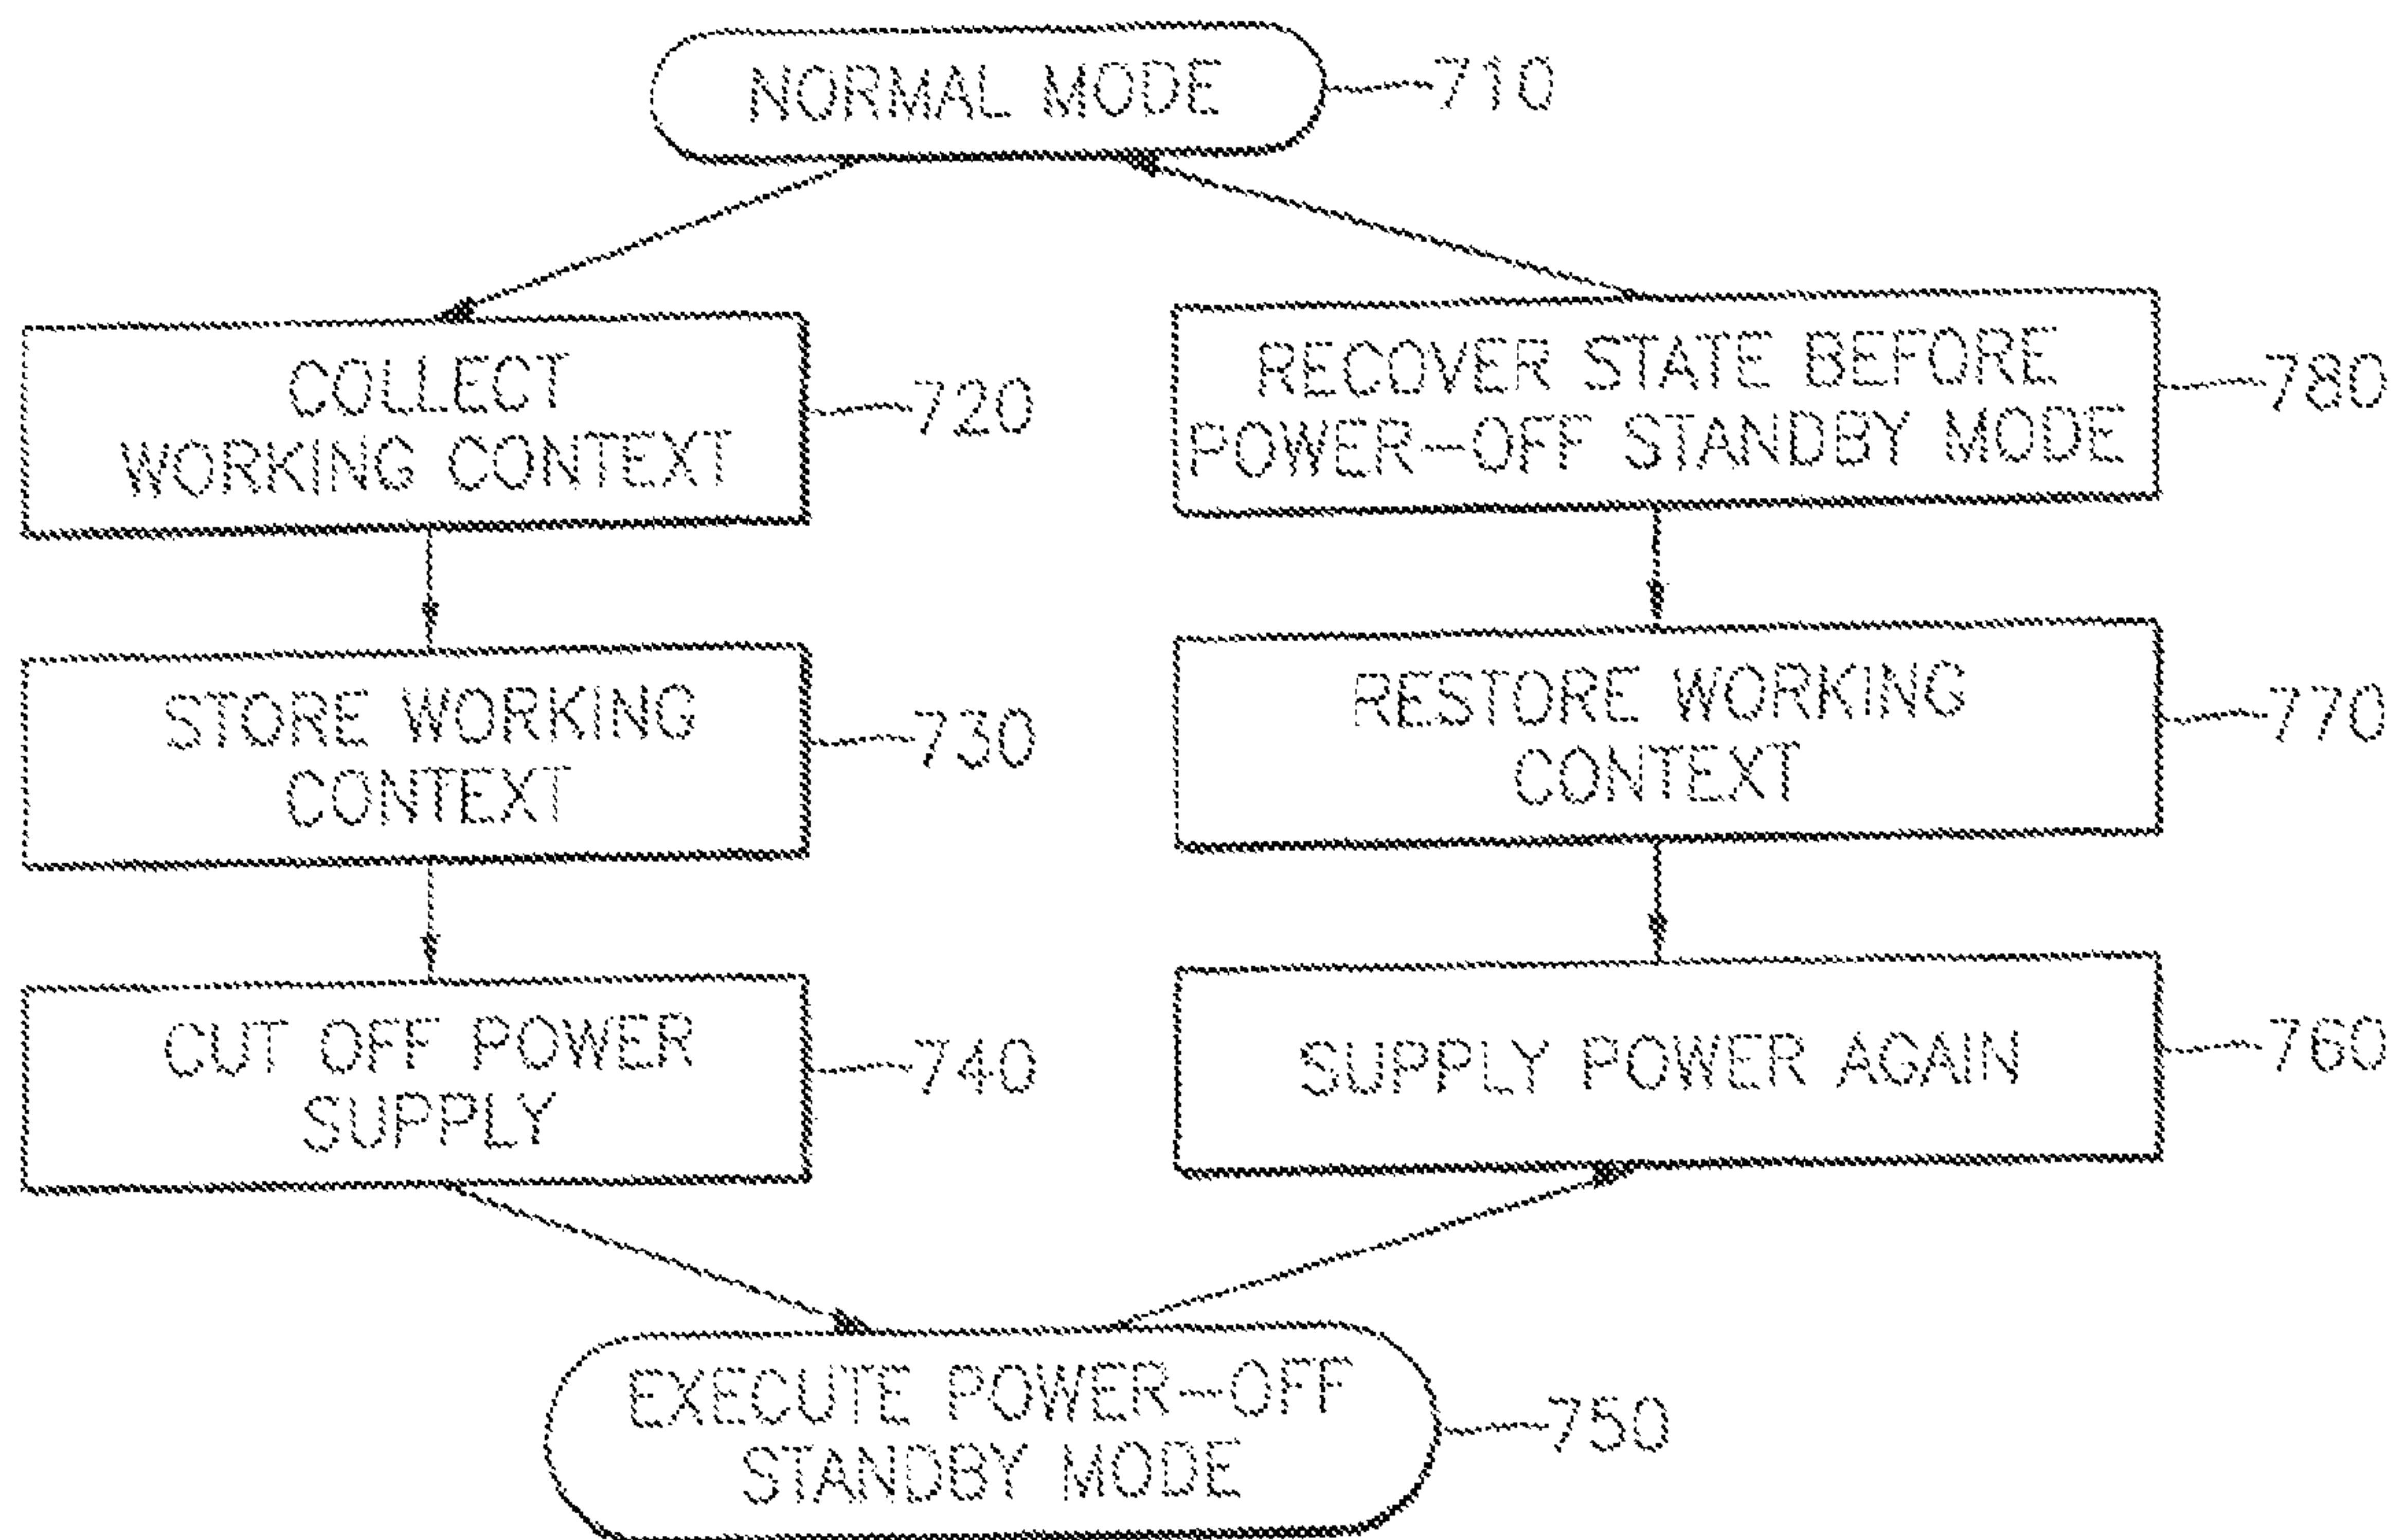 NORMAL MODE
710
COLLECT
WORKING CONTEXT
720
STORE WORKING
CONTEXT
730
CUT OFF POWER
SUPPLY
740
EXECUTE POWER-OFF
STANDBY MODE
750
SUPPLY POWER AGAIN
760
RESTORE WORKING
CONTEXT
770
RECOVER STATE BEFORE
POWER-OFF STANDBY MODE
780